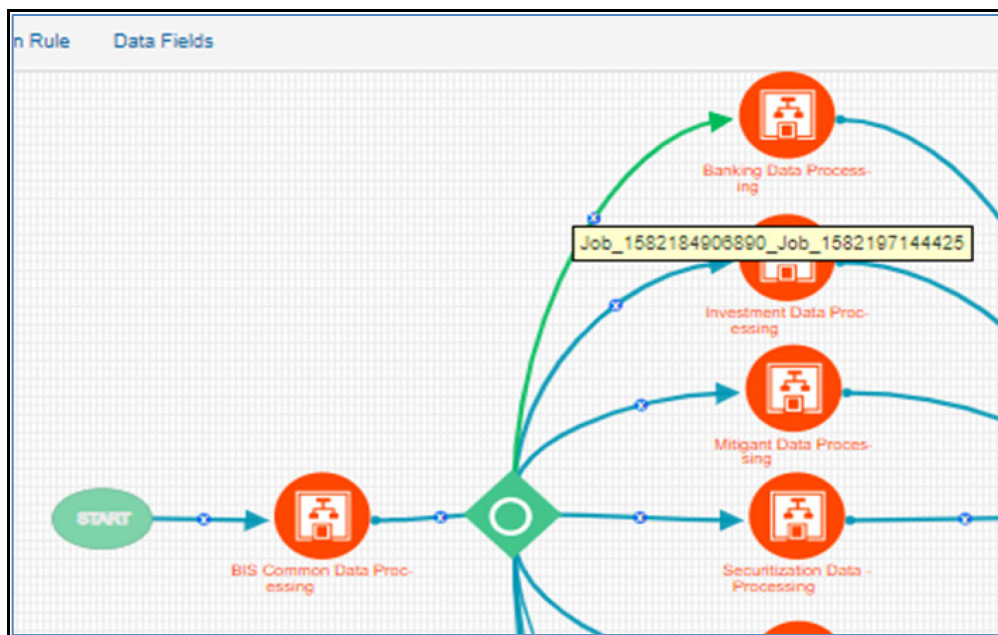 n Rule Data Fields
Banking Data Process-
ing
Job_1582184906890_Job_1582197144425
Investment Data Proc-
essing
Mitigant Data Proces-
sing
START
BIS Common Data Proc-
essing
Securitization Data -
Processing